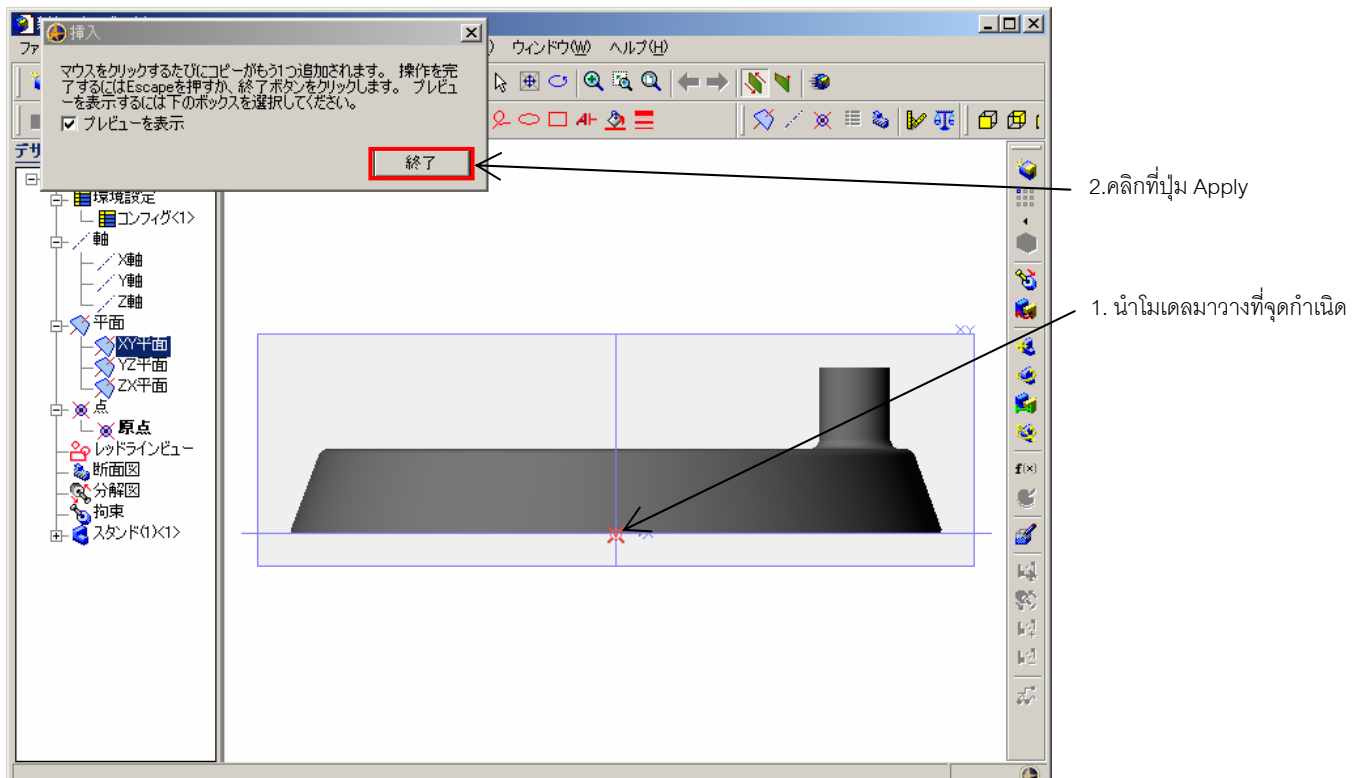 挿入
ウィンドウ(W) ヘルプ(H)
マウスをクリックするたびにコピーがもう1つ追加されます。 操作を完
了するにはEscapeを押すか、終了ボタンをクリックします。 プレビュ
ーを表示するには下のボックスを選択してください。
プレビューを表示
終了
2.คลิกที่ปุ่ม Apply
1. นำโมเดลมาวางที่จุดกำเนิด
デザ
環境設定
コンフィグ<1>
軸
X軸
Y軸
Z軸
平面
XY平面
YZ平面
ZX平面
点
原点
レッドラインビュー
断面図
分解図
拘束
スタンド(1)<1>
XY
f(x)